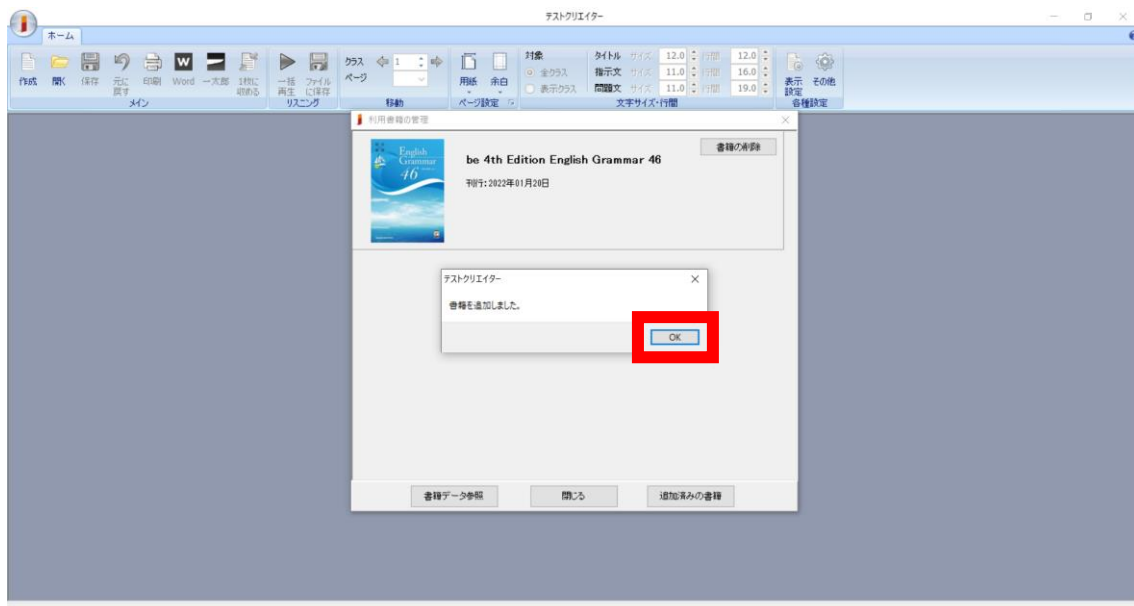 テストクリエイター
ホーム
作成 開く 保存 元に戻す 印刷 Word 一太郎 1枚に収める
メイン
一括再生 ファイルに保存
リスニング
クラス 1
ページ
移動
用紙 余白
ページ設定
対象
全クラス
表示クラス
タイトル サイズ 12.0 行間 12.0
指示文 サイズ 11.0 行間 16.0
問題文 サイズ 11.0 行間 19.0
文字サイズ・行間
表示設定 その他
各種設定
利用書籍の管理
English
Grammar
46
be 4th Edition English Grammar 46
刊行:2022年01月20日
書籍の削除
テストクリエイター
書籍を追加しました。
OK
書籍データ参照 閉じる 追加済みの書籍